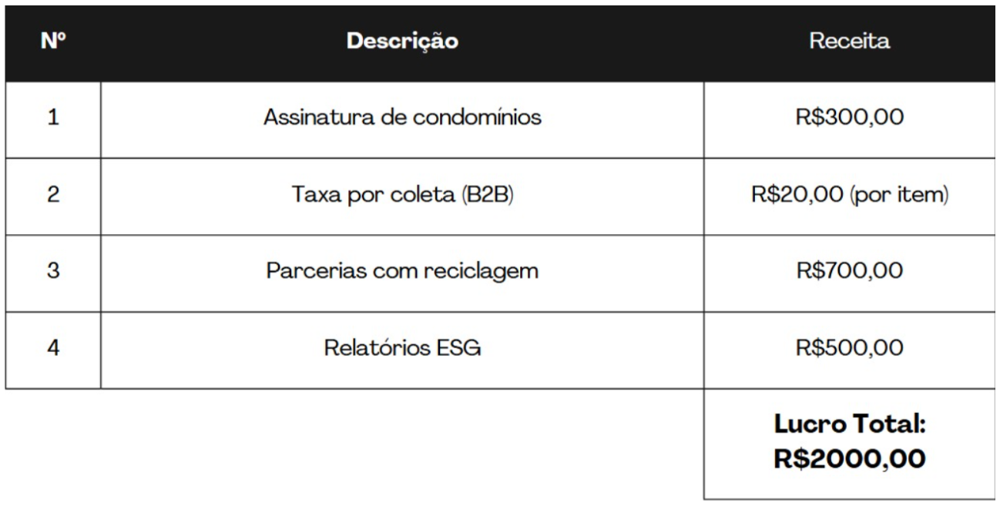 Nº Descrição Receita
1 Assinatura de condomínios R$300,00
2 Taxa por coleta (B2B) R$20,00 (por item)
3 Parcerias com reciclagem R$700,00
4 Relatórios ESG R$500,00
Lucro Total:
R$2000,00